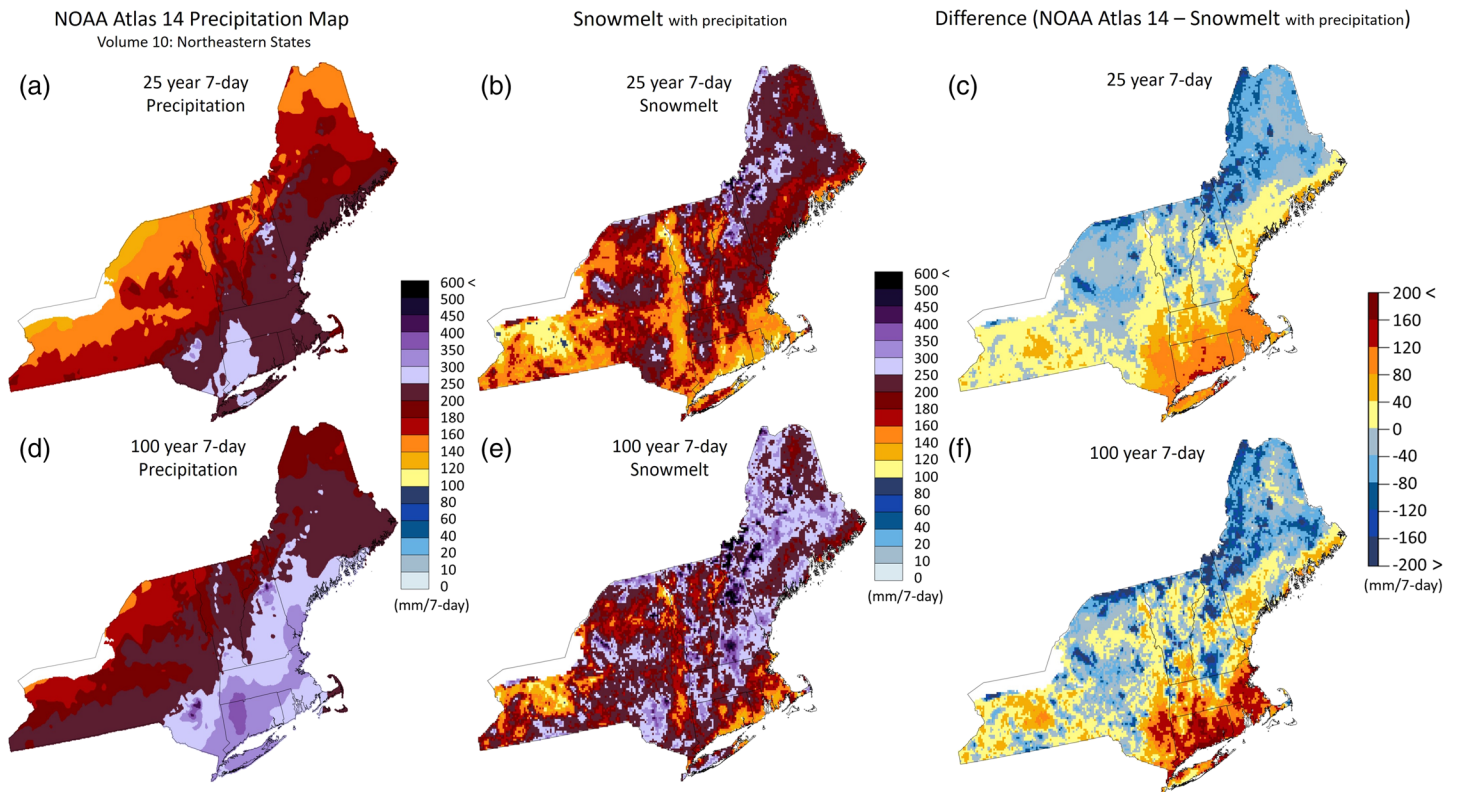 NOAA Atlas 14 Precipitation Map
Volume 10: Northeastern States
Snowmelt with precipitation
Difference (NOAA Atlas 14 – Snowmelt with precipitation)
(a)
25 year 7-day
Precipitation
(b)
25 year 7-day
Snowmelt
(c)
25 year 7-day
600 <
500
450
400
350
300
250
200
180
160
140
120
100
80
60
40
20
10
0
(mm/7-day)
600 <
500
450
400
350
300
250
200
180
160
140
120
100
80
60
40
20
10
0
(mm/7-day)
200 <
160
120
80
40
0
-40
-80
-120
-160
-200 >
(mm/7-day)
(d)
100 year 7-day
Precipitation
(e)
100 year 7-day
Snowmelt
(f)
100 year 7-day